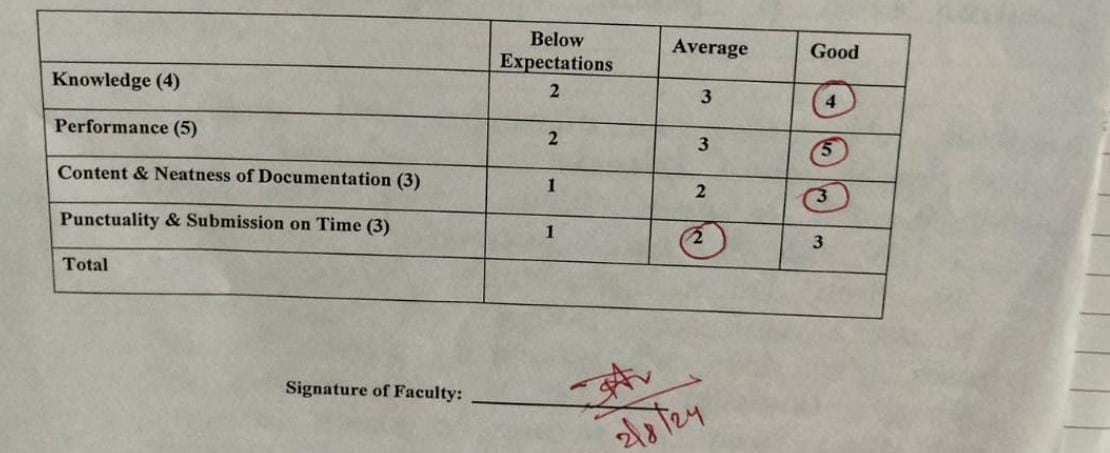 Below Expectations Average Good
Knowledge (4) 2 3 4
Performance (5) 2 3 5
Content & Neatness of Documentation (3) 1 2 3
Punctuality & Submission on Time (3) 1 2 3
Total
Signature of Faculty:
2/8/24